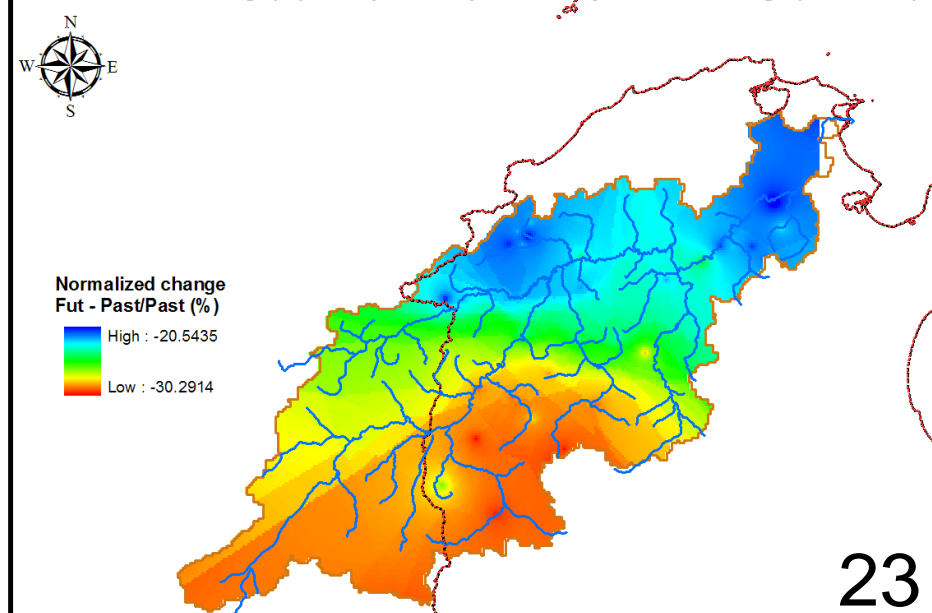 N
W E
S
Normalized change
Fut - Past/Past (%)
High : -20.5435
Low : -30.2914
23